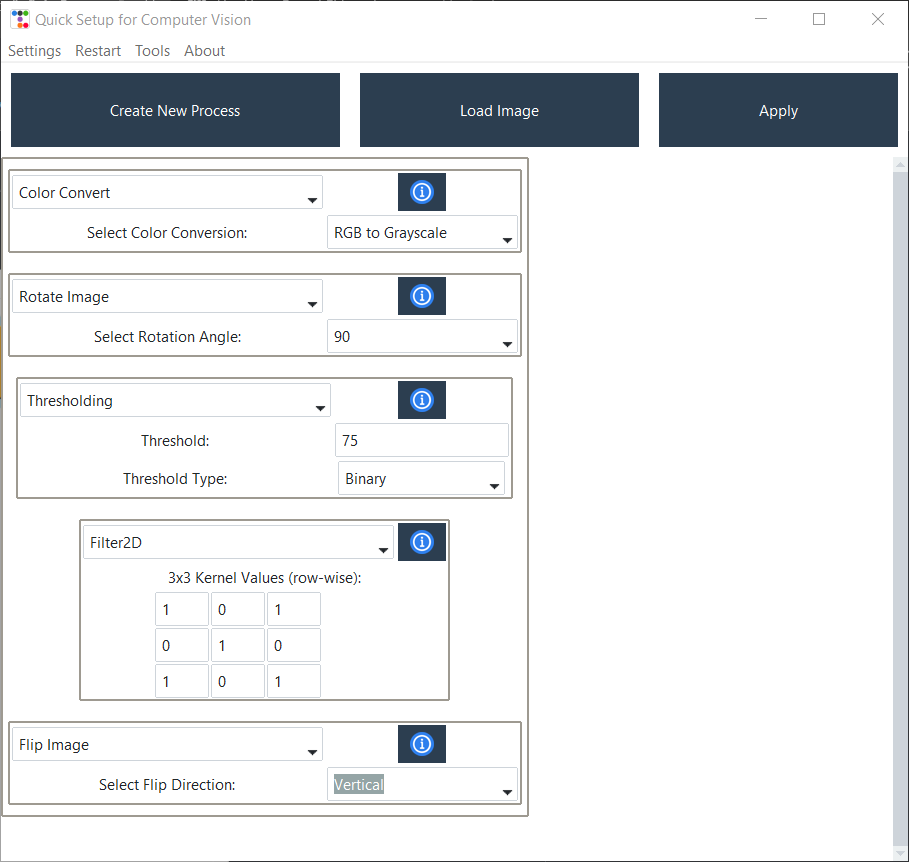 Quick Setup for Computer Vision
Settings Restart Tools About
Create New Process Load Image Apply
Color Convert
Select Color Conversion: RGB to Grayscale
Rotate Image
Select Rotation Angle: 90
Thresholding
Threshold: 75
Threshold Type: Binary
Filter2D
3x3 Kernel Values (row-wise):
1 0 1
0 1 0
1 0 1
Flip Image
Select Flip Direction: Vertical